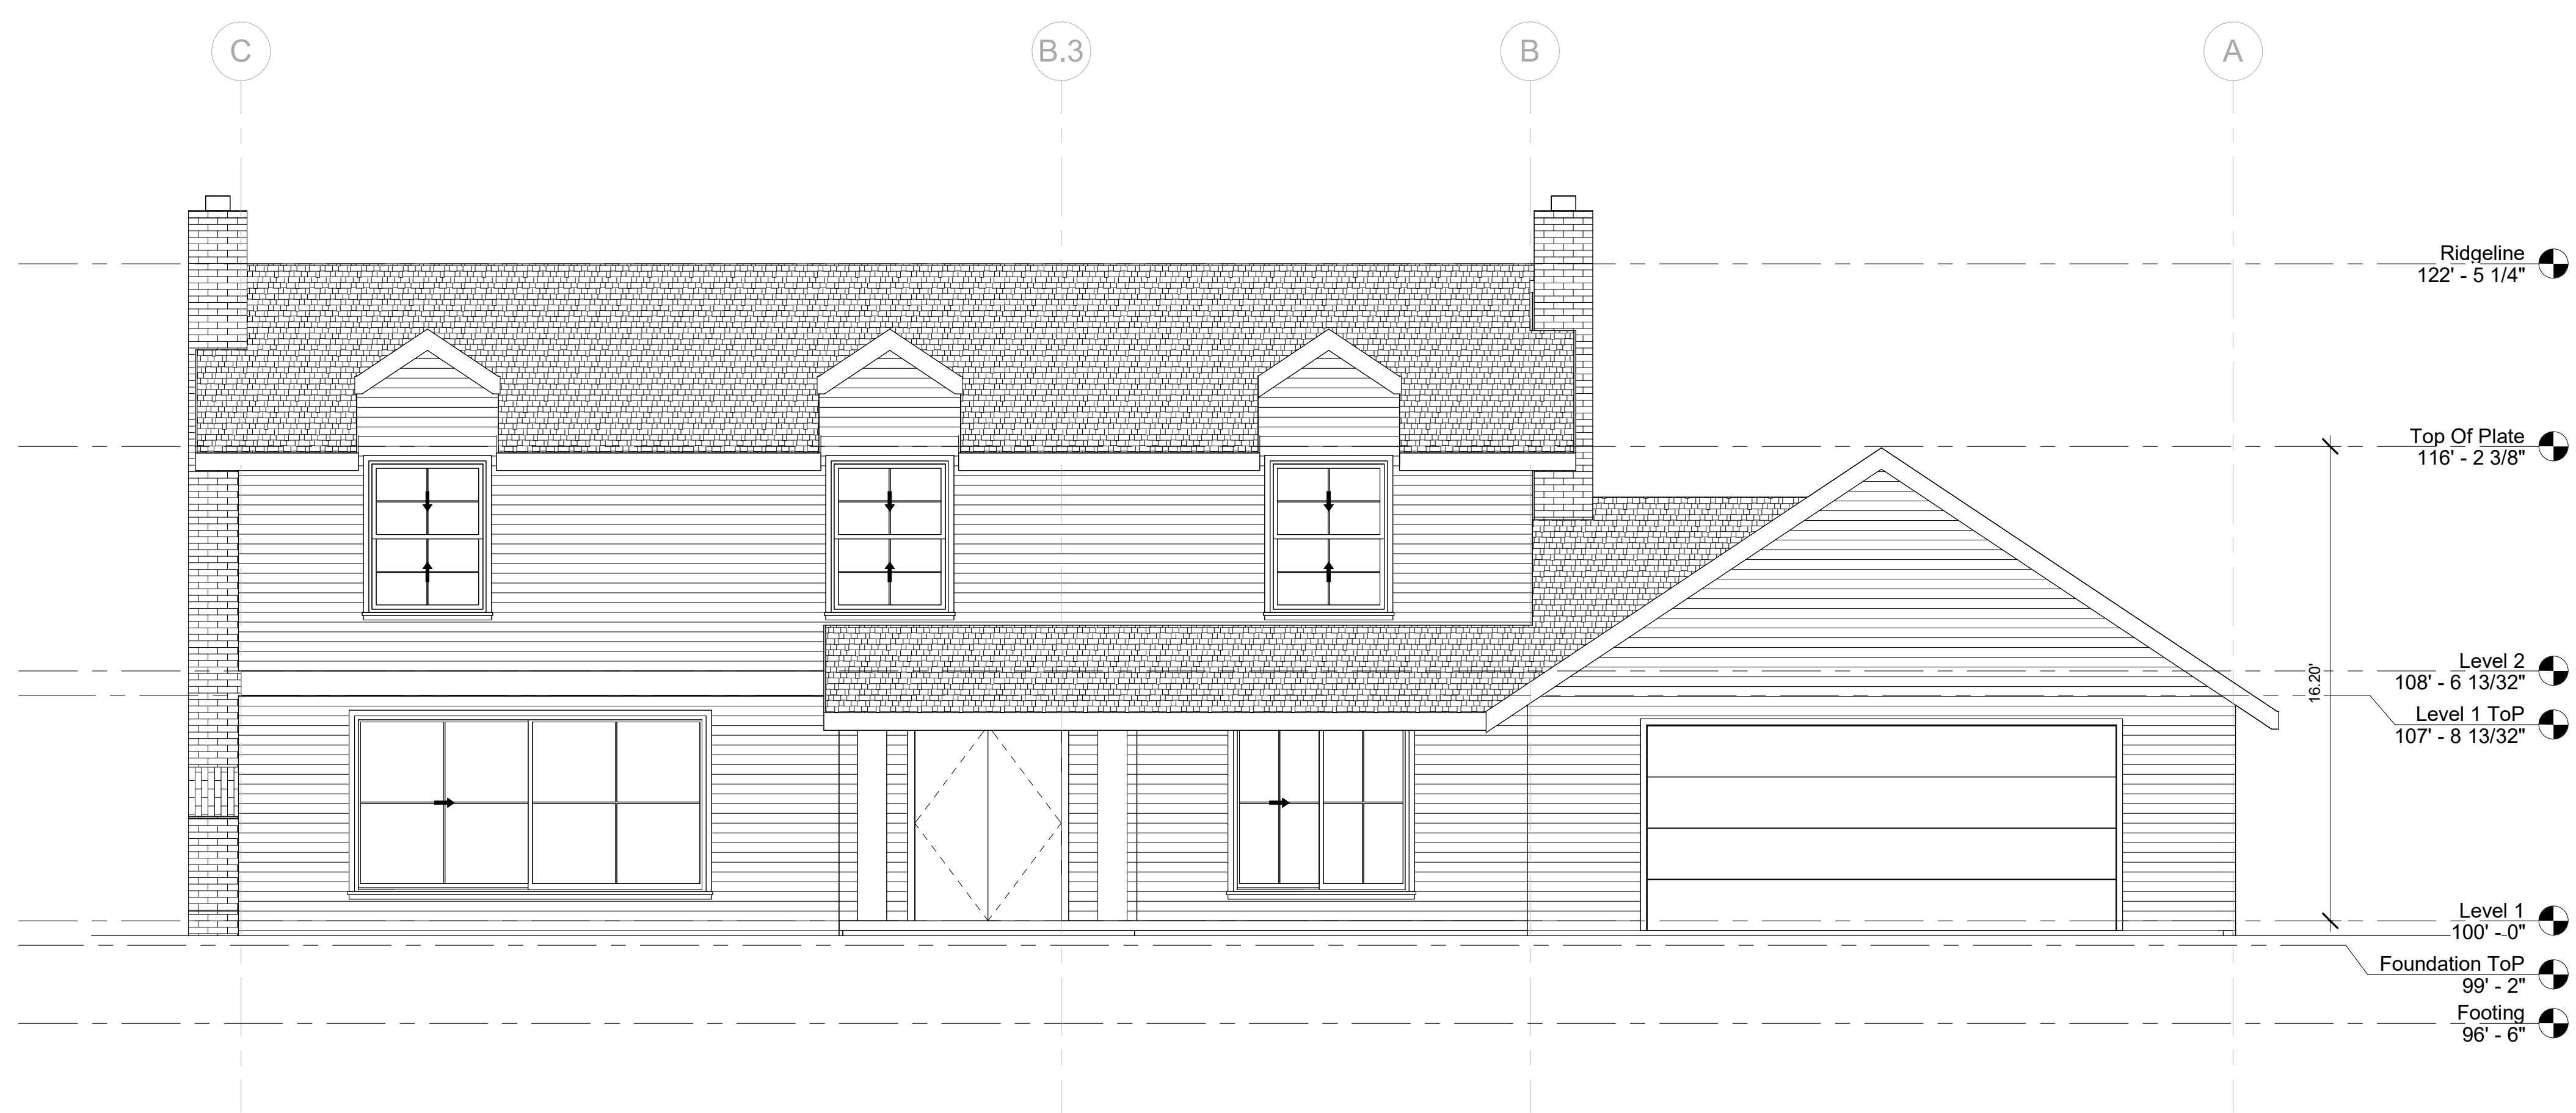 C
B.3
B
A
Ridgeline
122' - 5 1/4"
Top Of Plate
116' - 2 3/8"
Level 2
108' - 6 13/32"
16.20'
Level 1 ToP
107' - 8 13/32"
Level 1
100' - 0"
Foundation ToP
99' - 2"
Footing
96' - 6"